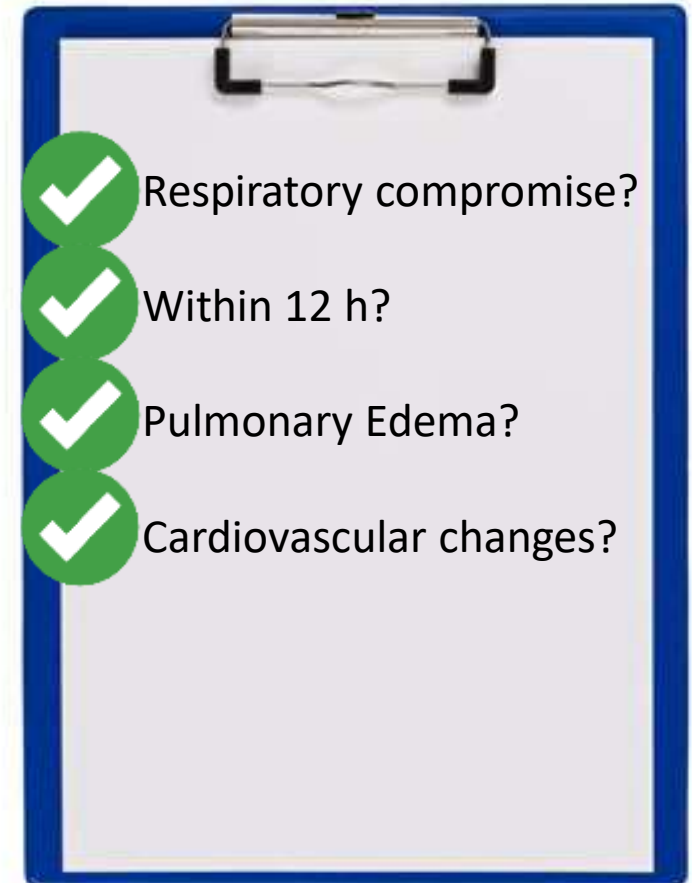 Respiratory compromise?
Within 12 h?
Pulmonary Edema?
Cardiovascular changes?